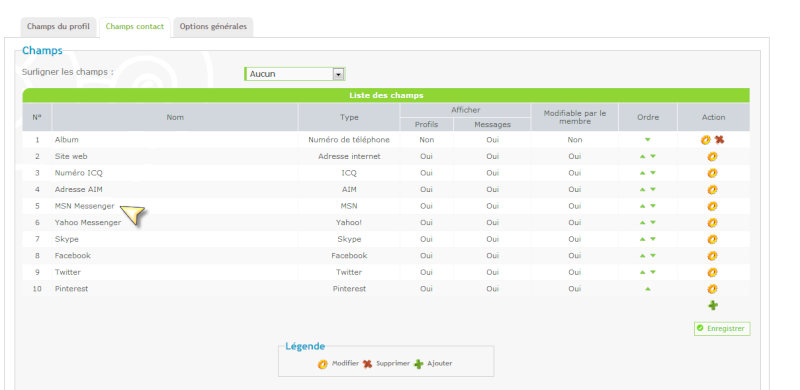 Champs du profil Champs contact Options générales
Champs
Surligner les champs : Aucun
Liste des champs
N° Nom Type Afficher Modifiable par le membre Ordre Action
Profils Messages
1 Album Numéro de téléphone Non Oui Non
2 Site web Adresse internet Oui Oui Oui
3 Numéro ICQ ICQ Oui Oui Oui
4 Adresse AIM AIM Oui Oui Oui
5 MSN Messenger MSN Oui Oui Oui
6 Yahoo Messenger Yahoo! Oui Oui Oui
7 Skype Skype Oui Oui Oui
8 Facebook Facebook Oui Oui Oui
9 Twitter Twitter Oui Oui Oui
10 Pinterest Pinterest Oui Oui Oui
Enregistrer
Légende
Modifier Supprimer Ajouter